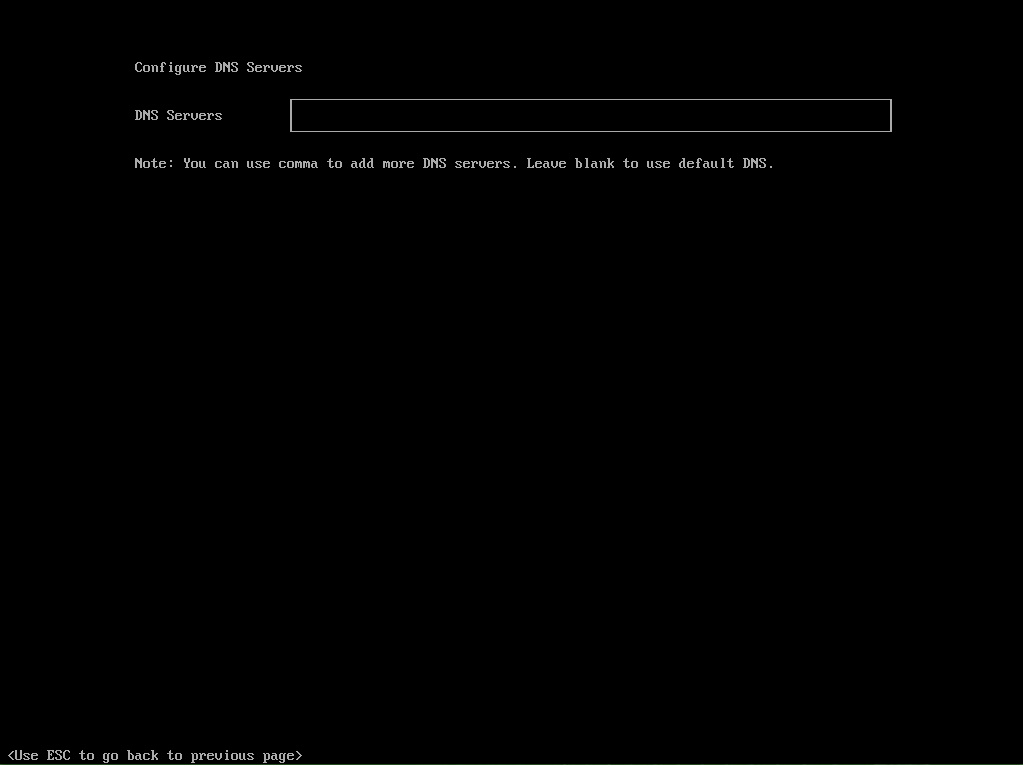 Configure DNS Servers
DNS Servers
Note: You can use comma to add more DNS servers. Leave blank to use default DNS.
<Use ESC to go back to previous page>